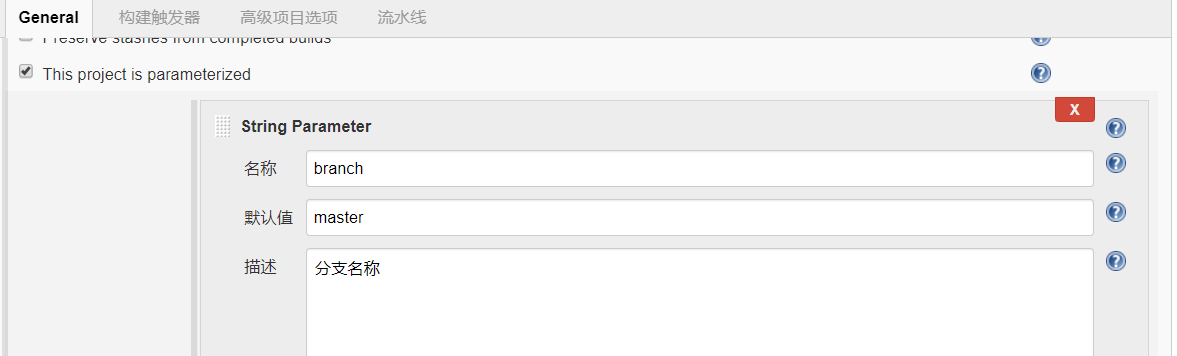 General 构建触发器 高级项目选项 流水线
Preserve stashes from completed builds
This project is parameterized
X
String Parameter
名称 branch
默认值 master
描述 分支名称